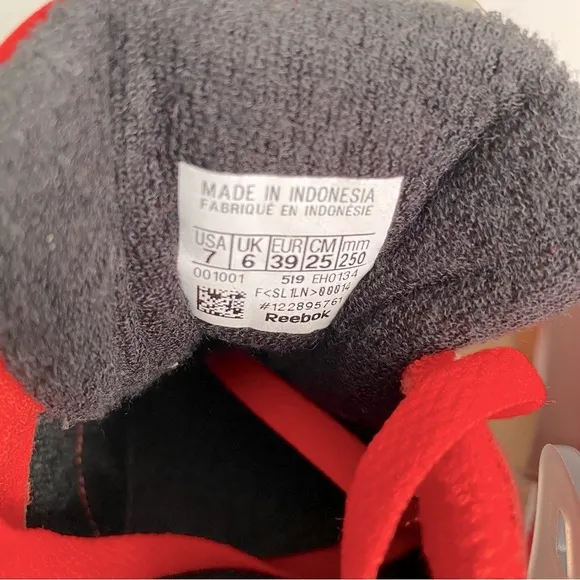 MADE IN INDONESIA
FABRIQUÉ EN INDONÉSIE
USA UK EUR CM mm
7 6 39 25 250
001001 519 EH0134
F<SL1LN>00014
#122895761
Reebok